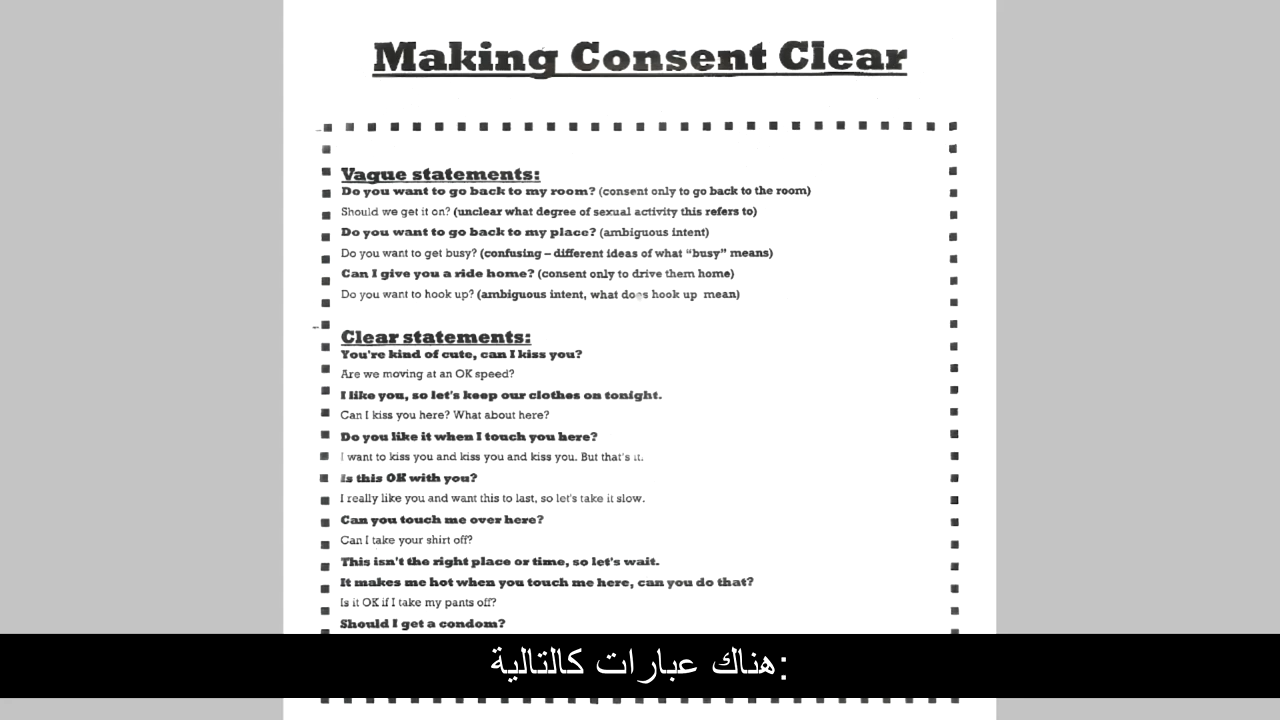 Making Consent Clear
Vague statements:
Do you want to go back to my room? (consent only to go back to the room)
Should we get it on? (unclear what degree of sexual activity this refers to)
Do you want to go back to my place? (ambiguous intent)
Do you want to get busy? (confusing – different ideas of what “busy” means)
Can I give you a ride home? (consent only to drive them home)
Do you want to hook up? (ambiguous intent, what does hook up mean)
Clear statements:
You're kind of cute, can I kiss you?
Are we moving at an OK speed?
I like you, so let's keep our clothes on tonight.
Can I kiss you here? What about here?
Do you like it when I touch you here?
I want to kiss you and kiss you and kiss you. But that's it.
Is this OK with you?
I really like you and want this to last, so let's take it slow.
Can you touch me over here?
Can I take your shirt off?
This isn't the right place or time, so let's wait.
It makes me hot when you touch me here, can you do that?
Is it OK if I take my pants off?
Should I get a condom?
هناك عبارات كالتالية: